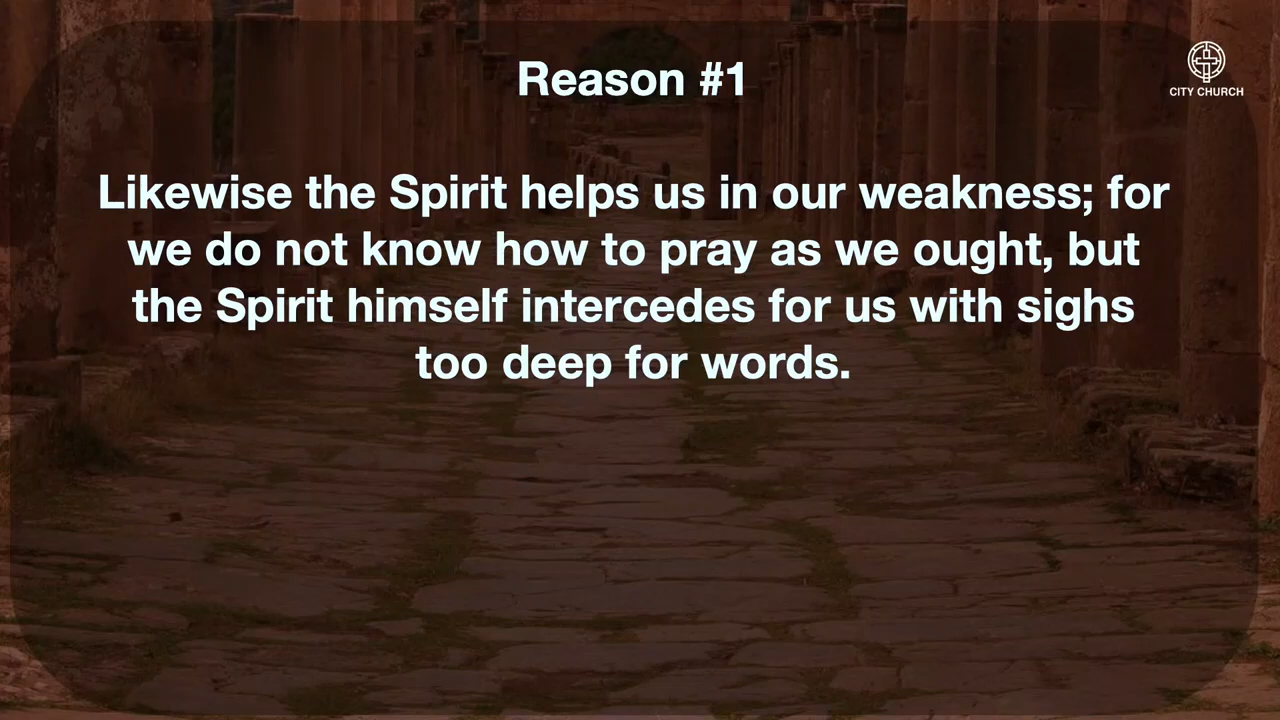 Reason #1
CITY CHURCH
Likewise the Spirit helps us in our weakness; for
we do not know how to pray as we ought, but
the Spirit himself intercedes for us with sighs
too deep for words.